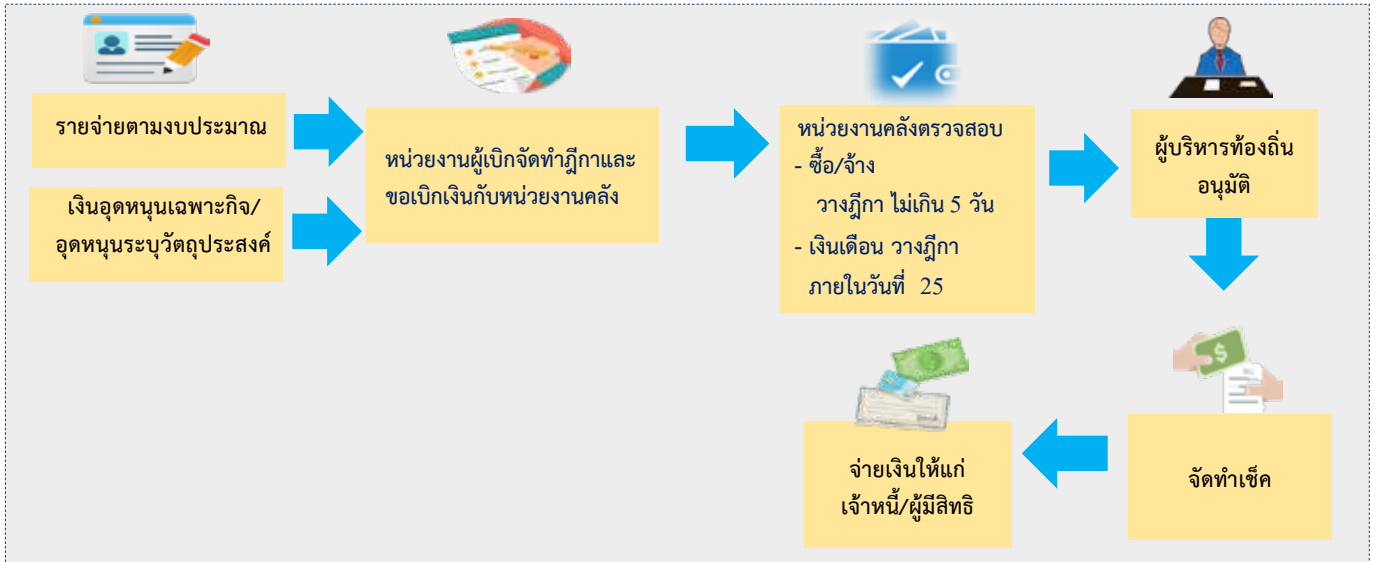 รายจ่ายตามงบประมาณ
เงินอุดหนุนเฉพาะกิจ/
อุดหนุนระบุวัตถุประสงค์
หน่วยงานผู้เบิกจัดทำฎีกาและ
ขอเบิกเงินกับหน่วยงานคลัง
หน่วยงานคลังตรวจสอบ
- ซื้อ/จ้าง
วางฎีกา ไม่เกิน 5 วัน
- เงินเดือน วางฎีกา
ภายในวันที่ 25
ผู้บริหารท้องถิ่น
อนุมัติ
จัดทำเช็ค
จ่ายเงินให้แก่
เจ้าหนี้/ผู้มีสิทธิ